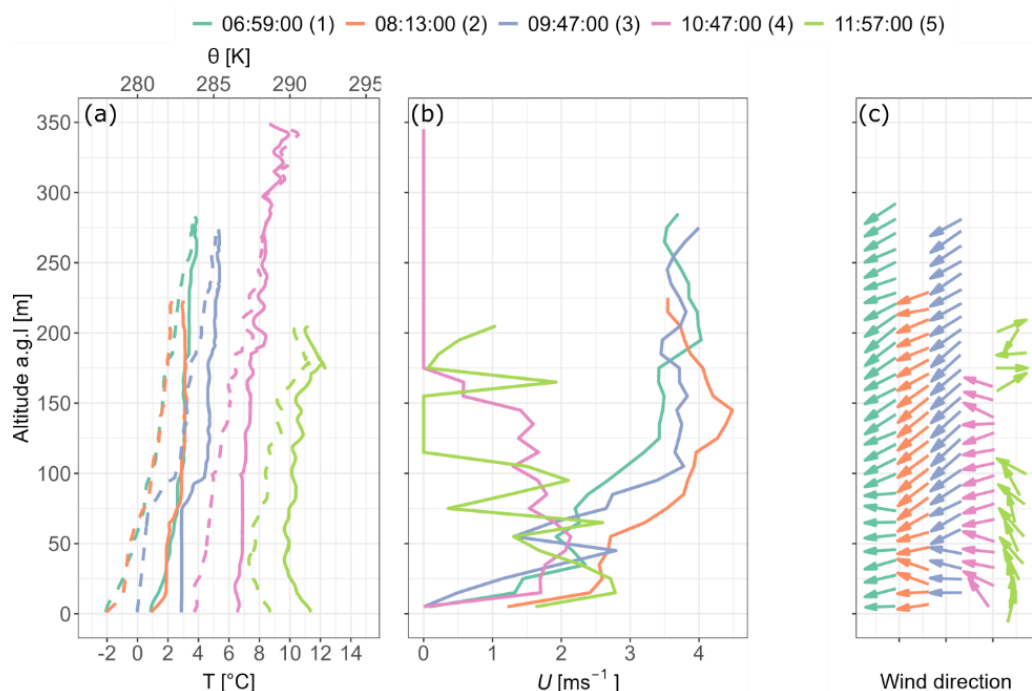 06:59:00 (1) 08:13:00 (2) 09:47:00 (3) 10:47:00 (4) 11:57:00 (5)
θ [K]
280 285 290 295
(a) (b) (c)
350
300
250
200
150
100
50
0
Altitude a.g.l [m]
-2 0 2 4 6 8 10 12 14
0 1 2 3 4
T [°C] U [ms⁻¹] Wind direction